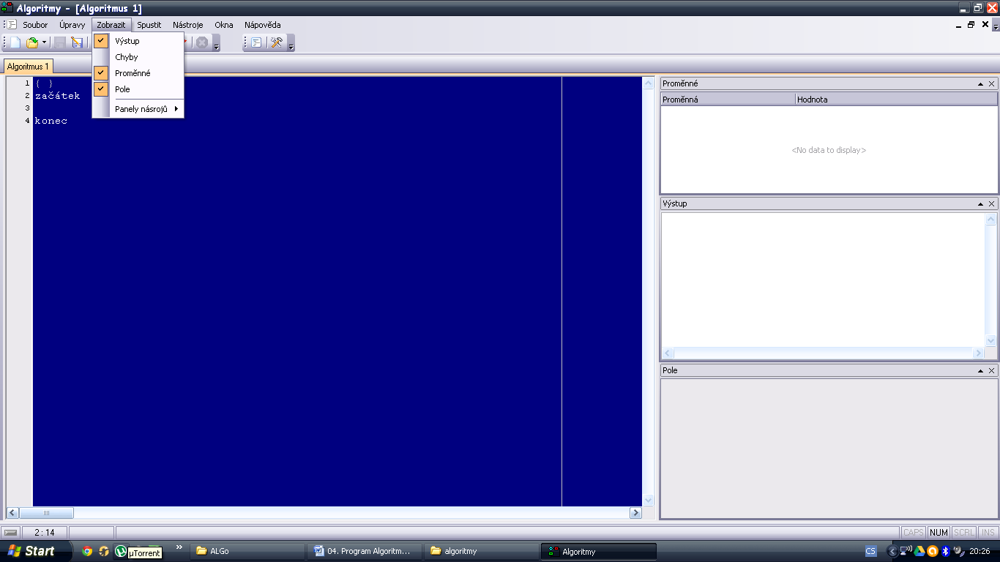 Algoritmy - [Algoritmus 1]
Soubor Úpravy Zobrazit Spustit Nástroje Okna Nápověda
Výstup
Chyby
Proměnné
Pole
Panely násrojů
Algoritmus 1
1 { }
2 začátek
3
4 konec
Proměnné
Proměnná Hodnota
<No data to display>
Výstup
Pole
2 : 14
CAPS NUM SCRL INS
Start
µTorrent
»
ALGo
04. Program Algoritm...
algoritmy
Algoritmy
CS
20:26